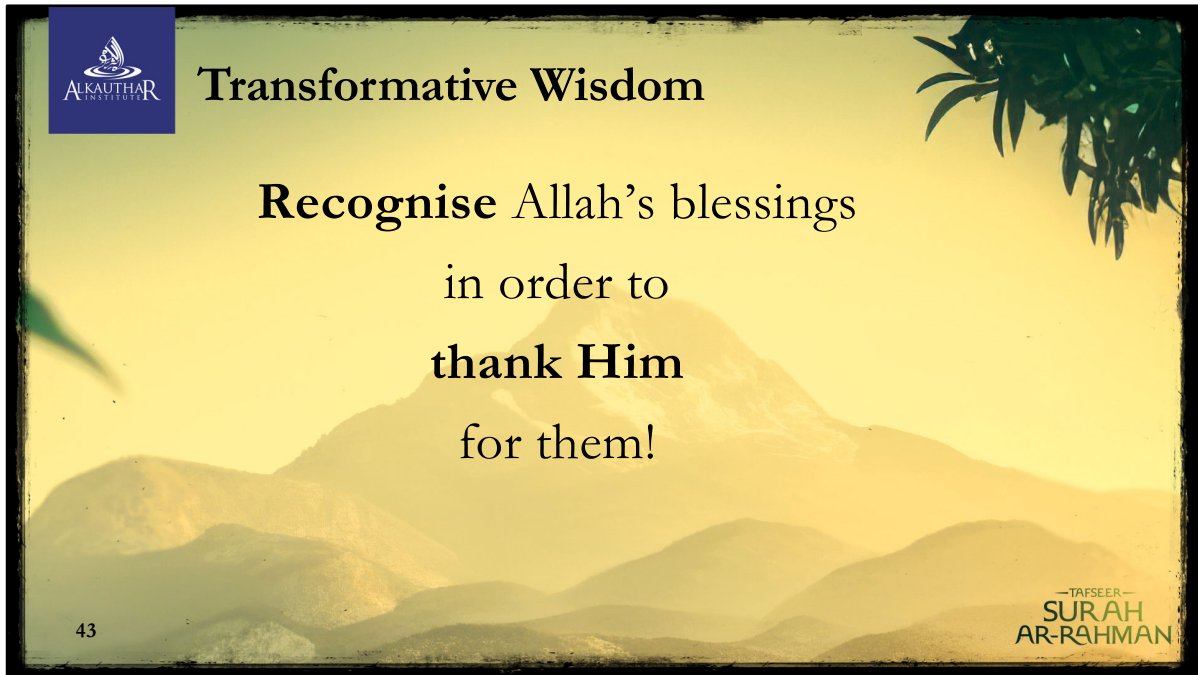 ALKAUTHAR
INSTITUTE
Transformative Wisdom
Recognise Allah’s blessings
in order to
thank Him
for them!
43
TAFSEER
SURAH
AR-RAHMAN